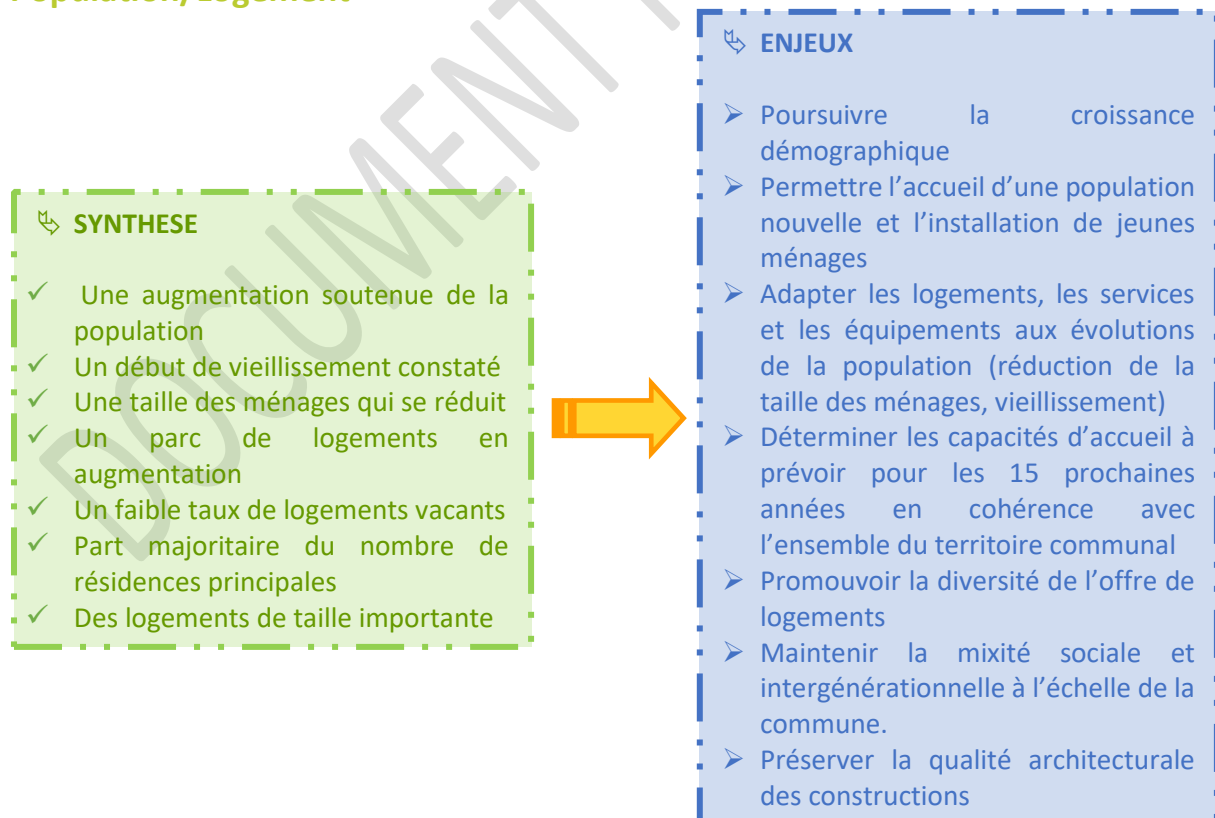 Population/Logement
SYNTHESE
Une augmentation soutenue de la
population
Un début de vieillissement constaté
Une taille des ménages qui se réduit
Un parc de logements en
augmentation
Un faible taux de logements vacants
Part majoritaire du nombre de
résidences principales
Des logements de taille importante
ENJEUX
Poursuivre la croissance
démographique
Permettre l’accueil d’une population
nouvelle et l’installation de jeunes
ménages
Adapter les logements, les services
et les équipements aux évolutions
de la population (réduction de la
taille des ménages, vieillissement)
Déterminer les capacités d’accueil à
prévoir pour les 15 prochaines
années en cohérence avec
l’ensemble du territoire communal
Promouvoir la diversité de l’offre de
logements
Maintenir la mixité sociale et
intergénérationnelle à l’échelle de la
commune.
Préserver la qualité architecturale
des constructions
DOCUMENT